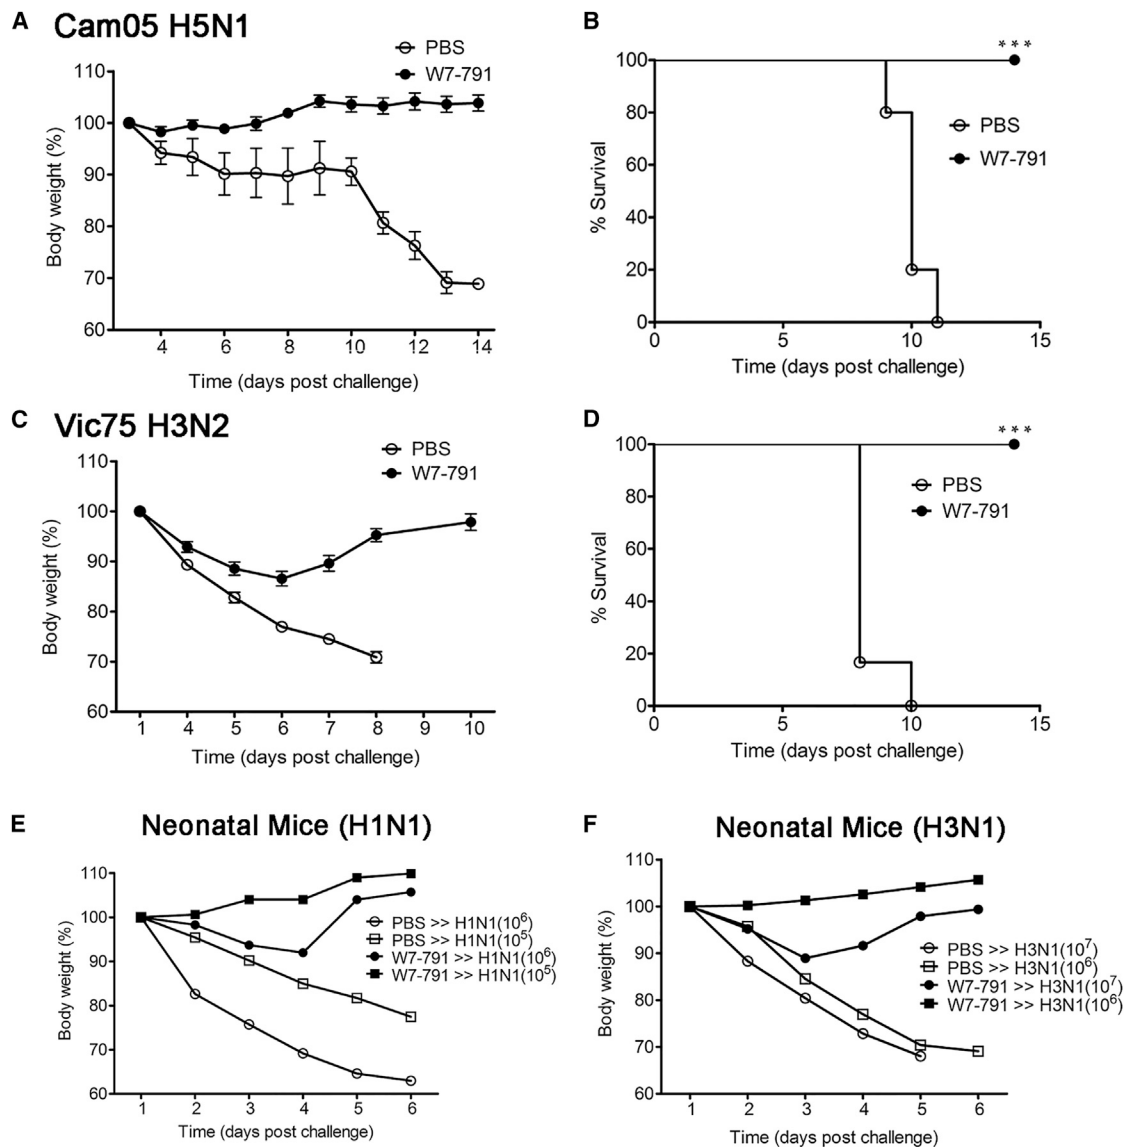 A Cam05 H5N1
PBS
W7-791
110
100
90
80
70
60
Body weight (%)
4 6 8 10 12 14
Time (days post challenge)
B
***
100
80
60
40
20
0
% Survival
PBS
W7-791
0 5 10 15
Time (days post challenge)
C Vic75 H3N2
PBS
W7-791
110
100
90
80
70
60
Body weight (%)
1 4 5 6 7 8 9 10
Time (days post challenge)
D
***
100
80
60
40
20
0
% Survival
PBS
W7-791
0 5 10 15
Time (days post challenge)
E Neonatal Mice (H1N1)
110
100
90
80
70
60
Body weight (%)
PBS >> H1N1(10⁶)
PBS >> H1N1(10⁵)
W7-791 >> H1N1(10⁶)
W7-791 >> H1N1(10⁵)
1 2 3 4 5 6
Time (days post challenge)
F Neonatal Mice (H3N1)
110
100
90
80
70
60
Body weight (%)
PBS >> H3N1(10⁷)
PBS >> H3N1(10⁶)
W7-791 >> H3N1(10⁷)
W7-791 >> H3N1(10⁶)
1 2 3 4 5 6
Time (days post challenge)